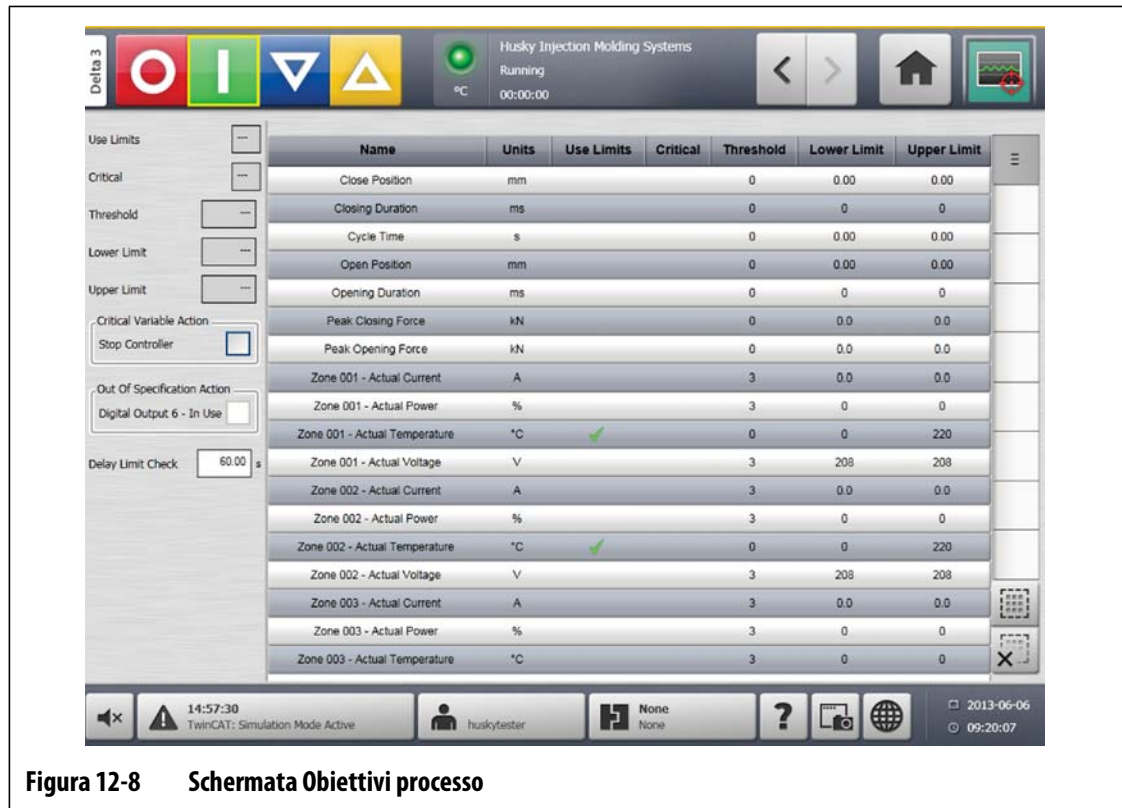 Delta 3
°C
Husky Injection Molding Systems
Running
00:00:00
Use Limits ---
Critical ---
Threshold ---
Lower Limit ---
Upper Limit ---
Critical Variable Action
Stop Controller
Out Of Specification Action
Digital Output 6 - In Use
Delay Limit Check 60.00 s
Name Units Use Limits Critical Threshold Lower Limit Upper Limit
Close Position mm 0 0.00 0.00
Closing Duration ms 0 0 0
Cycle Time s 0 0.00 0.00
Open Position mm 0 0.00 0.00
Opening Duration ms 0 0 0
Peak Closing Force kN 0 0.0 0.0
Peak Opening Force kN 0 0.0 0.0
Zone 001 - Actual Current A 3 0.0 0.0
Zone 001 - Actual Power % 3 0 0
Zone 001 - Actual Temperature °C 0 0 220
Zone 001 - Actual Voltage V 3 208 208
Zone 002 - Actual Current A 3 0.0 0.0
Zone 002 - Actual Power % 3 0 0
Zone 002 - Actual Temperature °C 0 0 220
Zone 002 - Actual Voltage V 3 208 208
Zone 003 - Actual Current A 3 0.0 0.0
Zone 003 - Actual Power % 3 0 0
Zone 003 - Actual Temperature °C 3 0 0
14:57:30
TwinCAT: Simulation Mode Active
huskytester
None
None
?
2013-06-06
09:20:07
Figura 12-8 Schermata Obiettivi processo